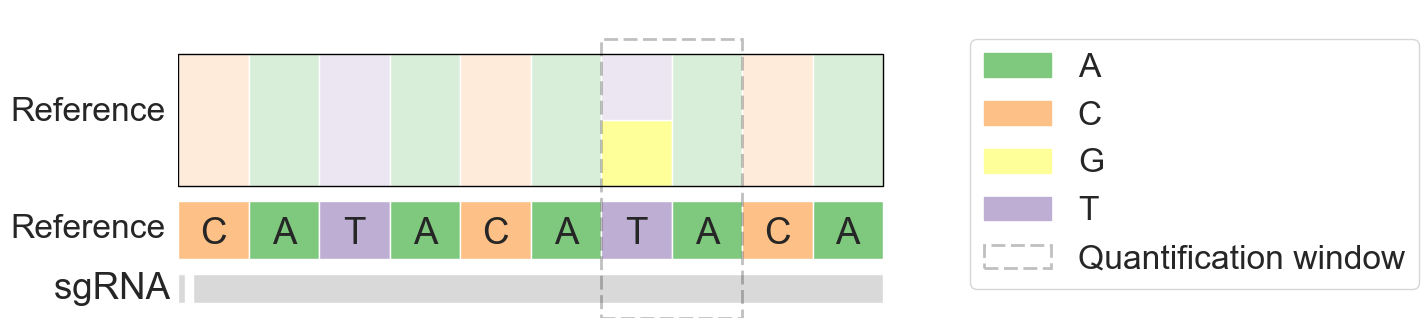 Reference
Reference C A T A C A T A C A
sgRNA
A
C
G
T
Quantification window